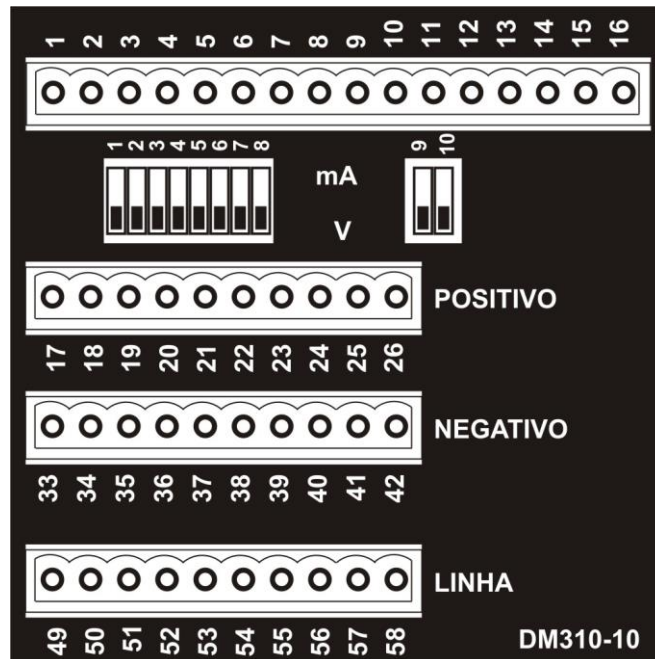 1 2 3 4 5 6 7 8 9 10 11 12 13 14 15 16
1 2 3 4 5 6 7 8
9 10
mA
V
POSITIVO
17 18 19 20 21 22 23 24 25 26
NEGATIVO
33 34 35 36 37 38 39 40 41 42
LINHA
49 50 51 52 53 54 55 56 57 58
DM310-10